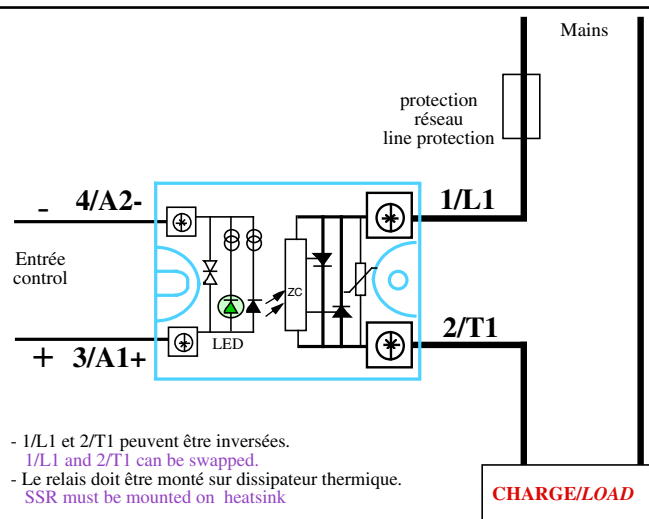 Mains
protection
réseau
line protection
- 4/A2-
1/L1
Entrée
control
ZC
LED
+ 3/A1+
2/T1
- 1/L1 et 2/T1 peuvent être inversées.
1/L1 and 2/T1 can be swapped.
- Le relais doit être monté sur dissipateur thermique.
SSR must be mounted on heatsink
CHARGE/LOAD